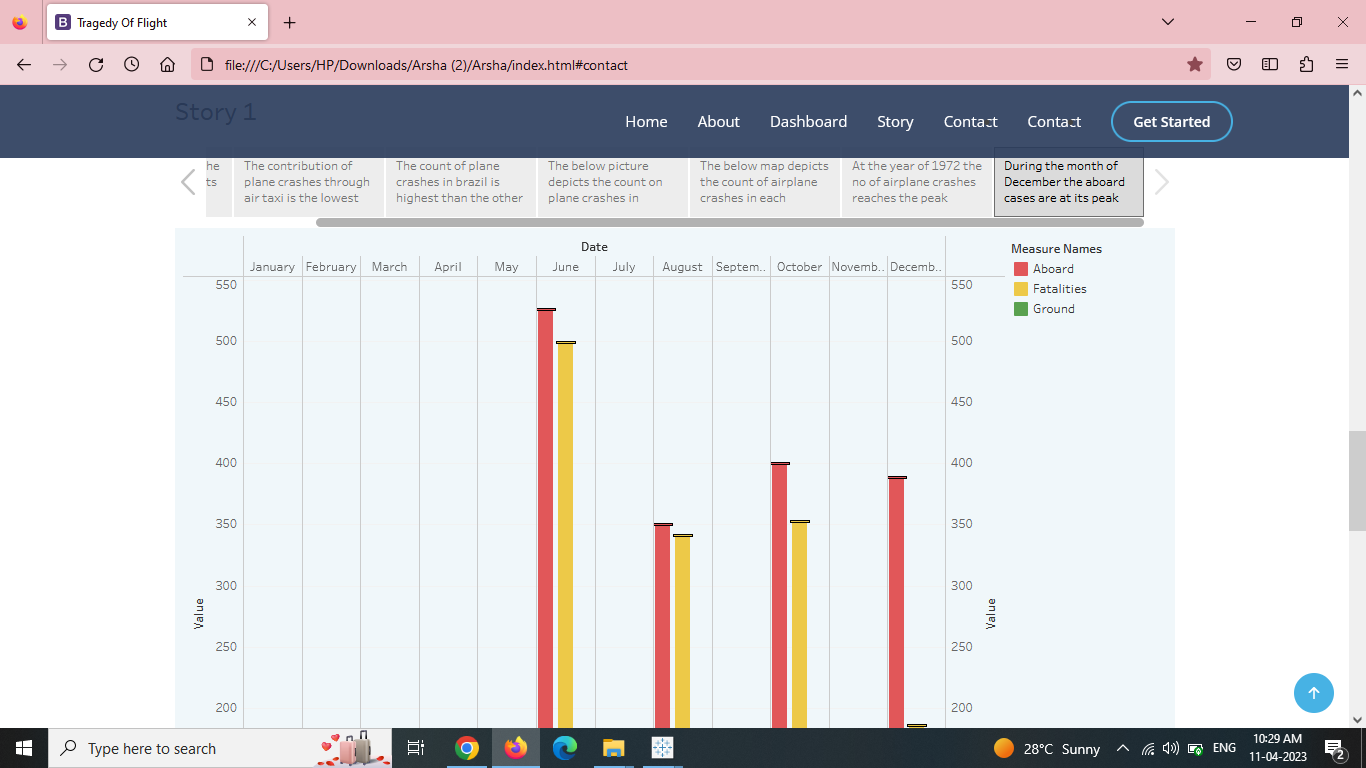 Tragedy Of Flight
file:///C:/Users/HP/Downloads/Arsha (2)/Arsha/index.html#contact
Story 1
Home About Dashboard Story Contact Contact Get Started
he
ts
The contribution of
plane crashes through
air taxi is the lowest
The count of plane
crashes in brazil is
highest than the other
The below picture
depicts the count on
plane crashes in
The below map depicts
the count of airplane
crashes in each
At the year of 1972 the
no of airplane crashes
reaches the peak
During the month of
December the aboard
cases are at its peak
Date
January February March April May June July August Septem.. October Novemb.. Decemb..
Measure Names
Aboard
Fatalities
Ground
550 550
500 500
450 450
400 400
350 350
300 300
250 250
200 200
Value Value
Type here to search
28°C Sunny
ENG
10:29 AM
11-04-2023
2